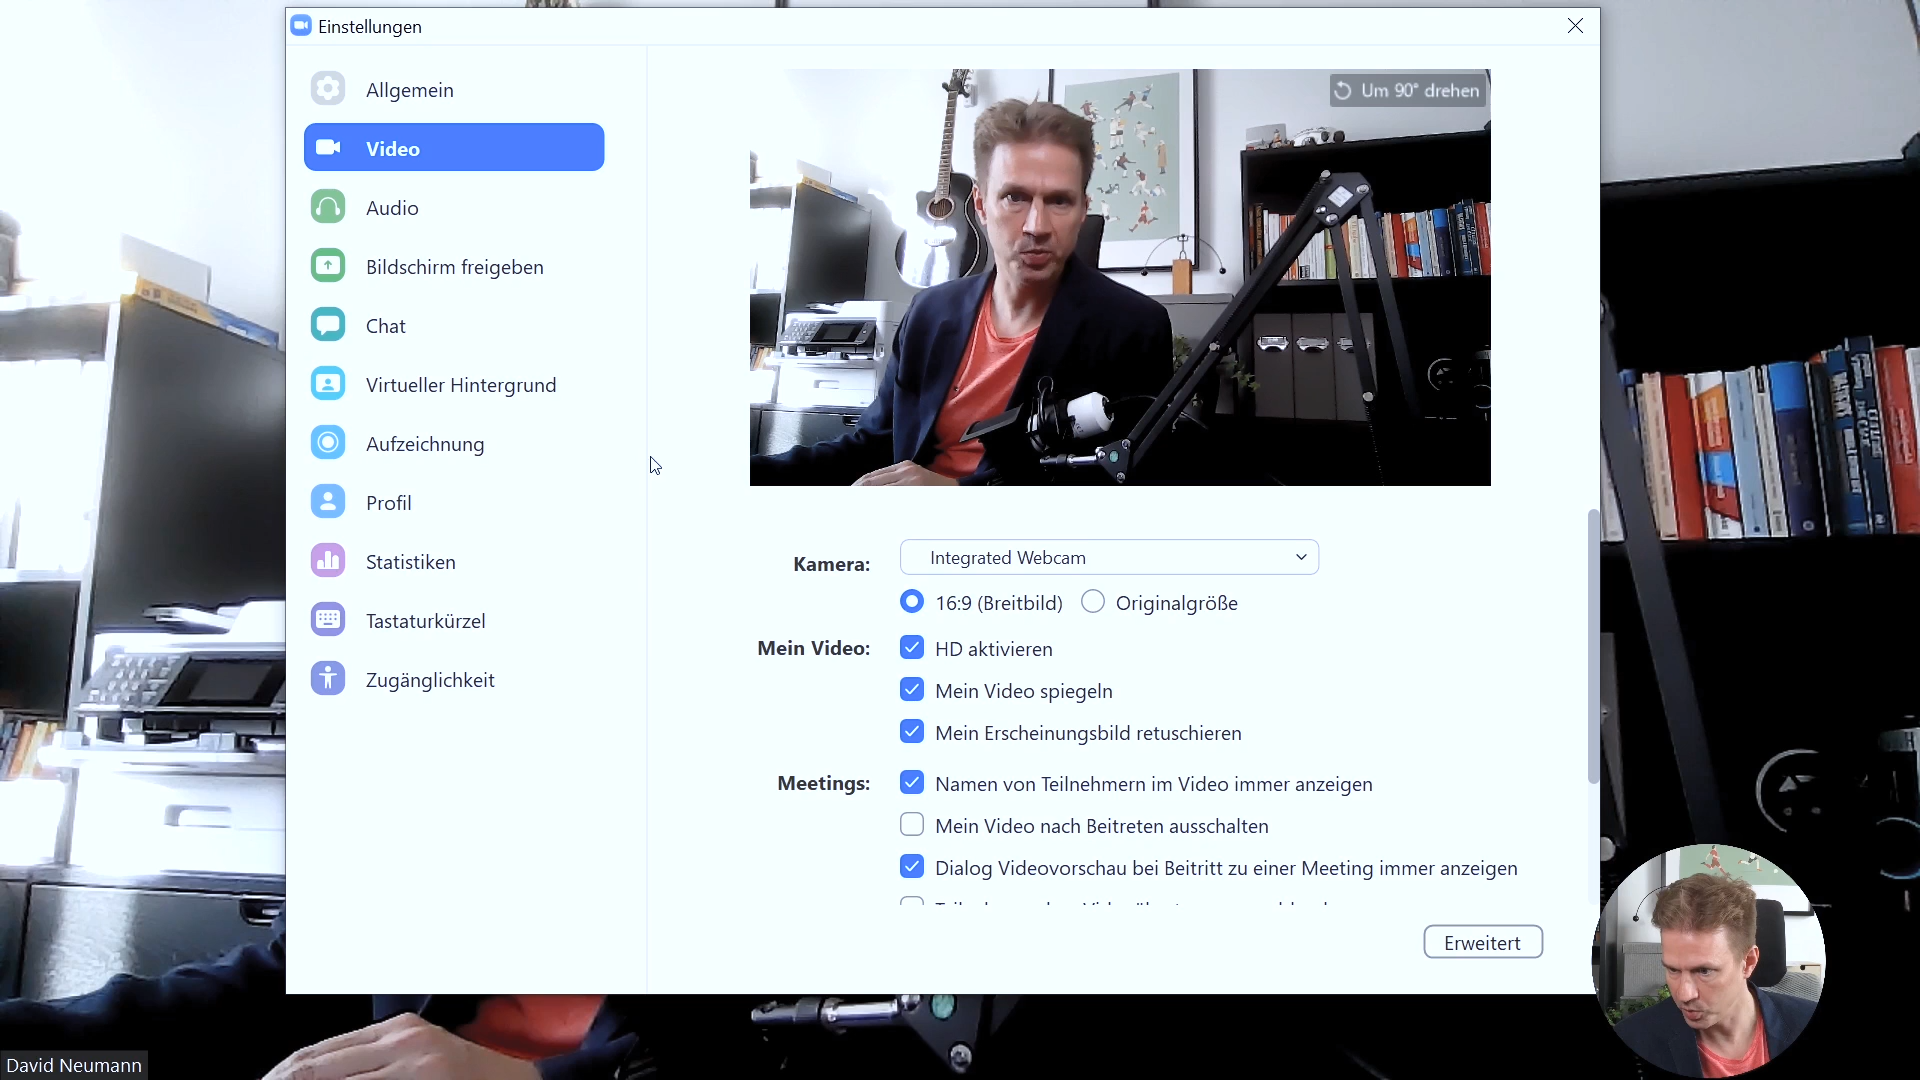 Einstellungen
Allgemein
Video
Audio
Bildschirm freigeben
Chat
Virtueller Hintergrund
Aufzeichnung
Profil
Statistiken
Tastaturkürzel
Zugänglichkeit
Um 90° drehen
Kamera:
Integrated Webcam
16:9 (Breitbild) Originalgröße
Mein Video:
HD aktivieren
Mein Video spiegeln
Mein Erscheinungsbild retuschieren
Meetings:
Namen von Teilnehmern im Video immer anzeigen
Mein Video nach Beitreten ausschalten
Dialog Videovorschau bei Beitritt zu einer Meeting immer anzeigen
Erweitert
David Neumann